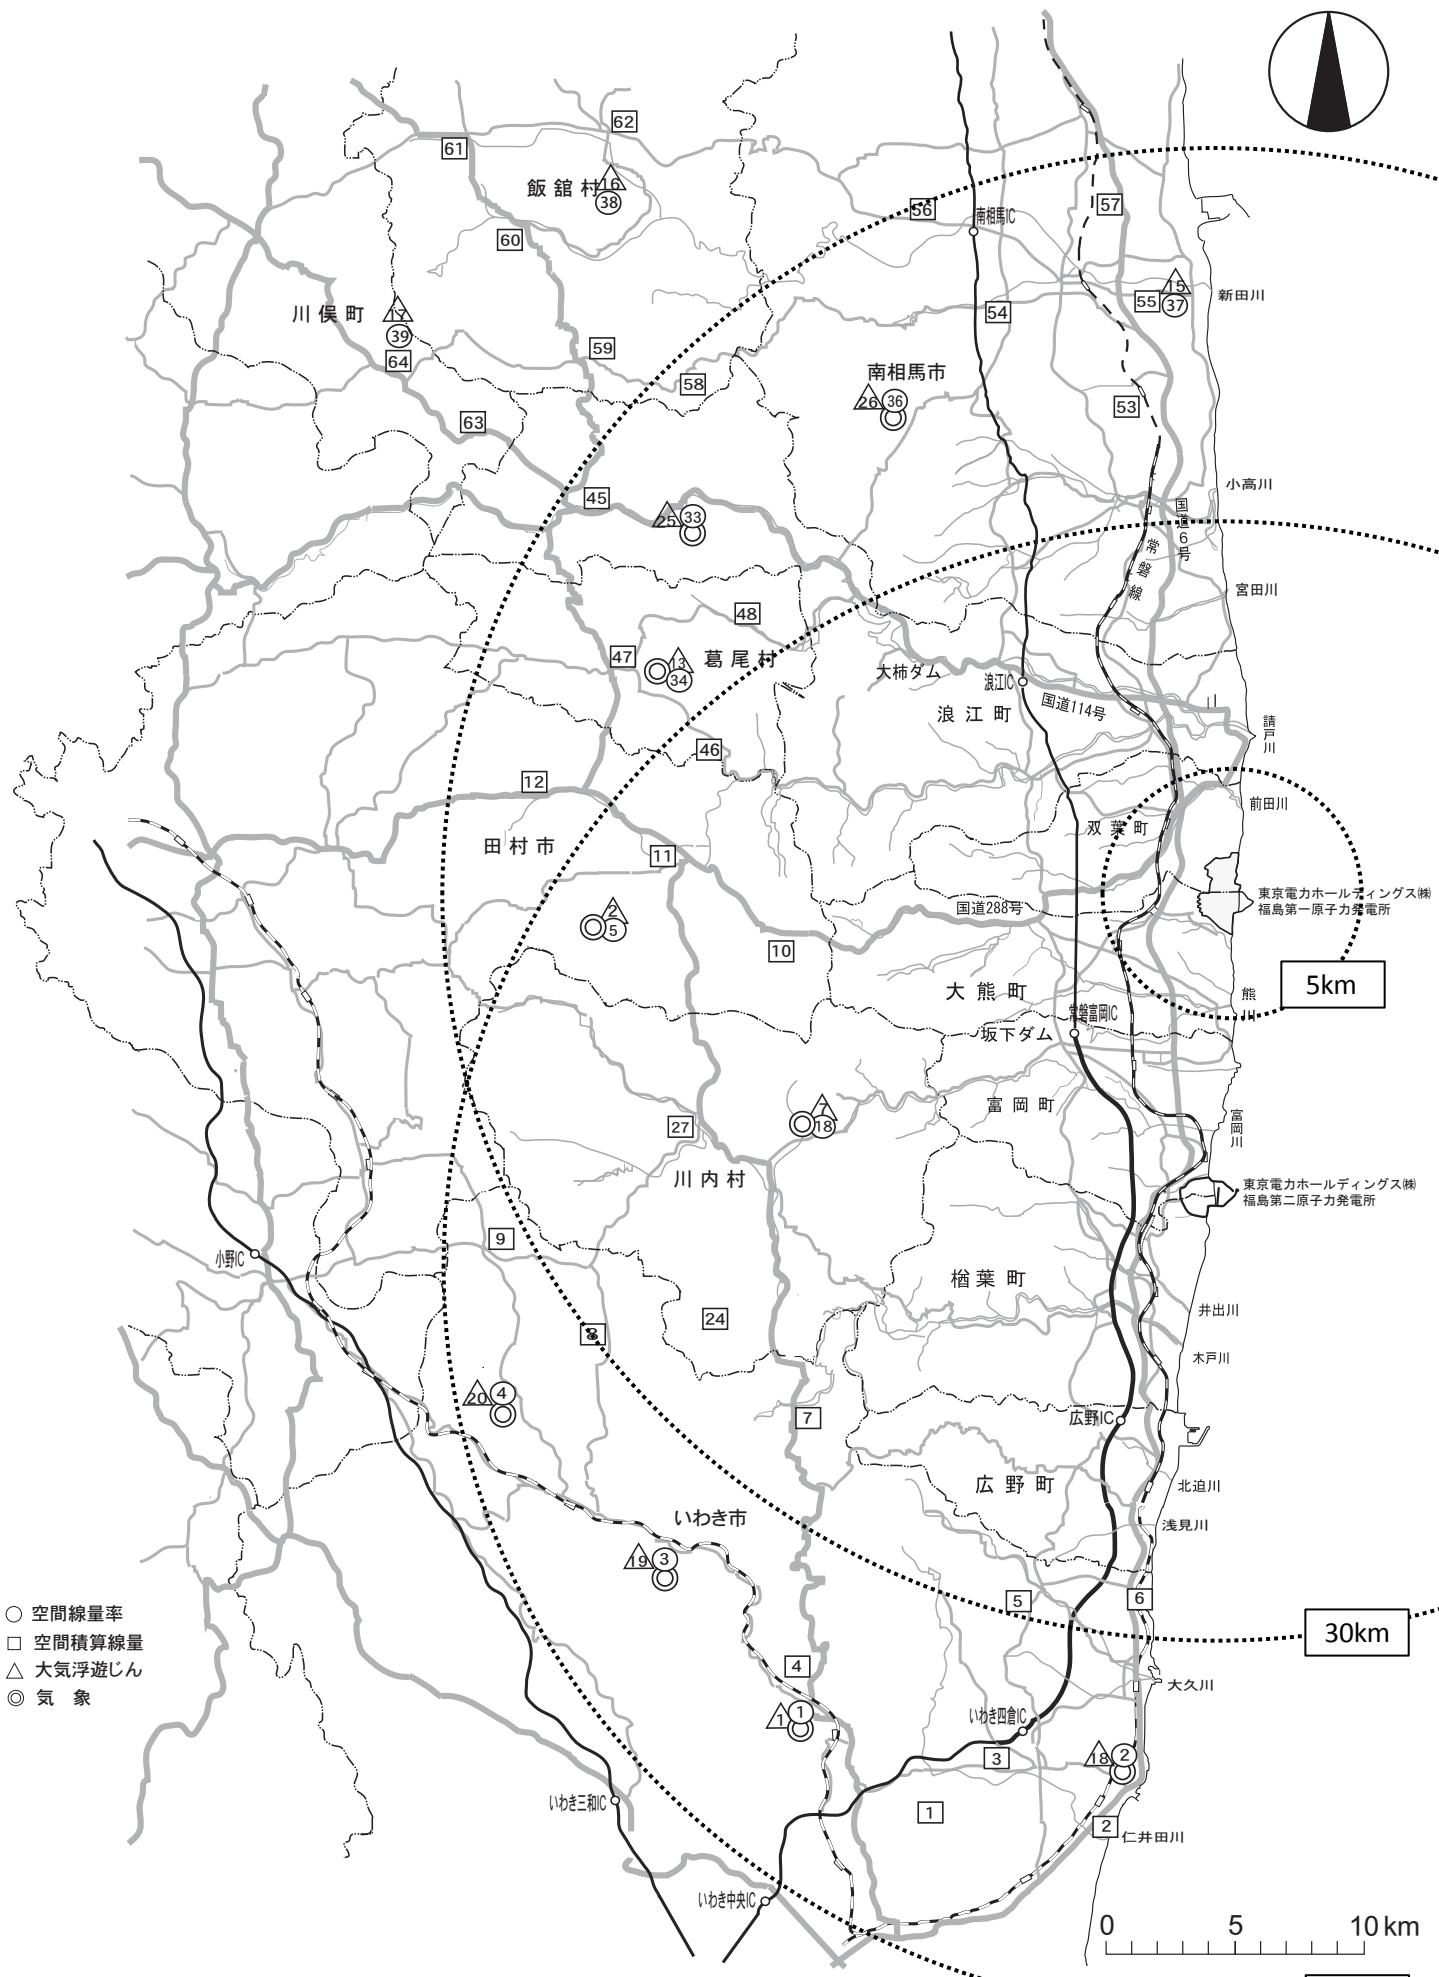 62
61
飯舘村
16
38
57
56
南相馬IC
60
15
55
37
新田川
川俣町
17
39
54
59
64
南相馬市
58
26
36
53
63
小高川
45
25
33
国道6号
常磐線
宮田川
48
47
13
34
葛尾村
大柿ダム
浪江IC
国道114号
浪江町
請戸川
46
12
前田川
双葉町
田村市
11
東京電力ホールディングス㈱
福島第一原子力発電所
国道288号
2
5
10
5km
大熊町
熊川
常磐富岡IC
坂下ダム
富岡町
7
18
27
富岡川
川内村
東京電力ホールディングス㈱
福島第二原子力発電所
9
小野IC
楢葉町
井出川
24
8
木戸川
20
4
7
広野IC
広野町
北迫川
いわき市
浅見川
19
3
5
6
○ 空間線量率
□ 空間積算線量
△ 大気浮遊じん
◎ 気 象
30km
4
大久川
1
1
いわき四倉IC
3
18
2
いわき三和IC
1
2
仁井田川
いわき中央IC
0 5 10km